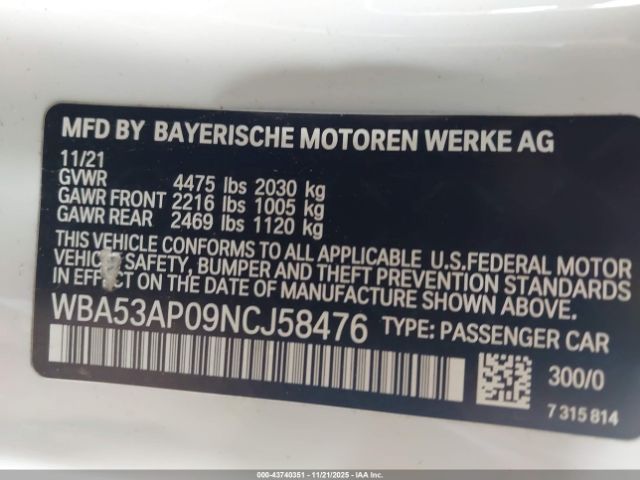 MFD BY BAYERISCHE MOTOREN WERKE AG
11/21
GVWR 4475 lbs 2030 kg
GAWR FRONT 2216 lbs 1005 kg
GAWR REAR 2469 lbs 1120 kg
THIS VEHICLE CONFORMS TO ALL APPLICABLE U.S.FEDERAL MOTOR
VEHICLE SAFETY, BUMPER AND THEFT PREVENTION STANDARDS
IN EFFECT ON THE DATE OF MANUFACTURE SHOWN ABOVE.
WBA53AP09NCJ58476 TYPE: PASSENGER CAR
300/0
7 315 814
000-43740351 - 11/21/2025 - IAAI.COM